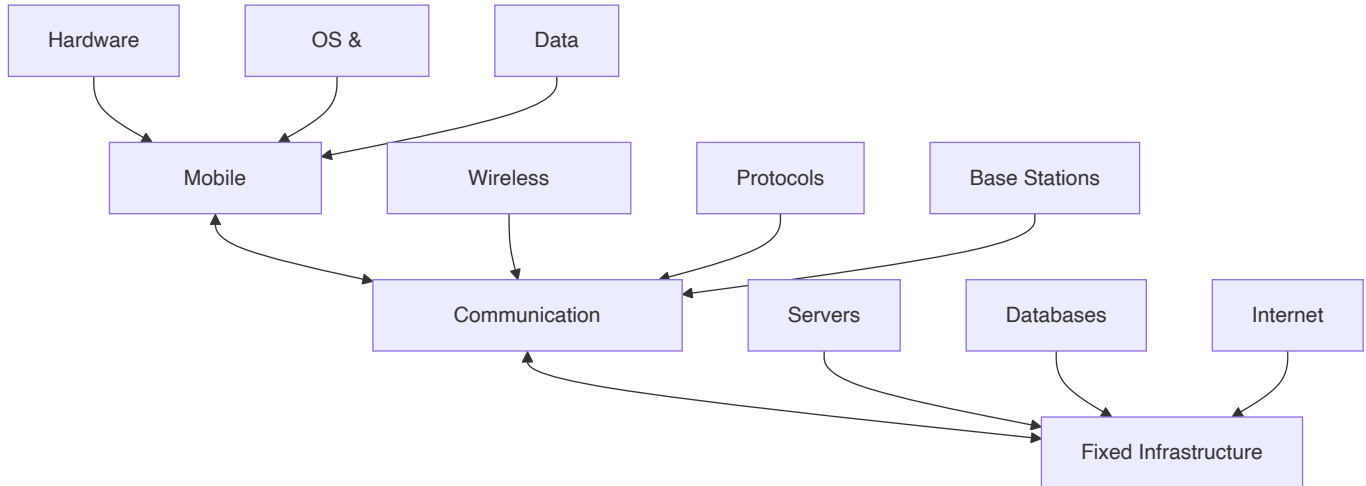 Hardware
OS &
Data
Mobile
Wireless
Protocols
Base Stations
Communication
Servers
Databases
Internet
Fixed Infrastructure